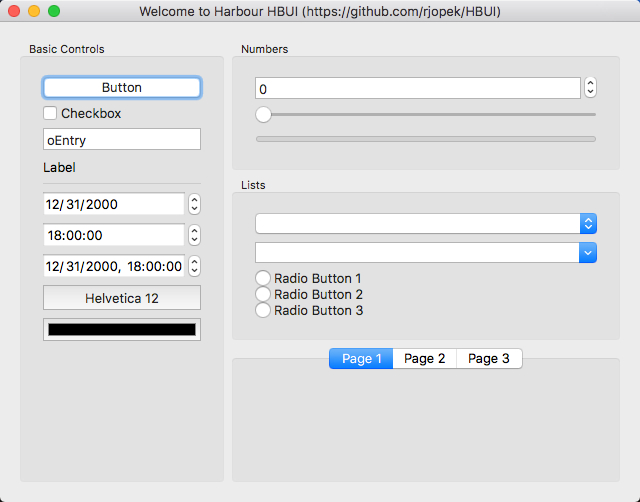 Welcome to Harbour HBUI (https://github.com/rjopek/HBUI)
Basic Controls
Button
Checkbox
oEntry
Label
12/31/2000
18:00:00
12/31/2000, 18:00:00
Helvetica 12
Numbers
0
Lists
Radio Button 1
Radio Button 2
Radio Button 3
Page 1 Page 2 Page 3